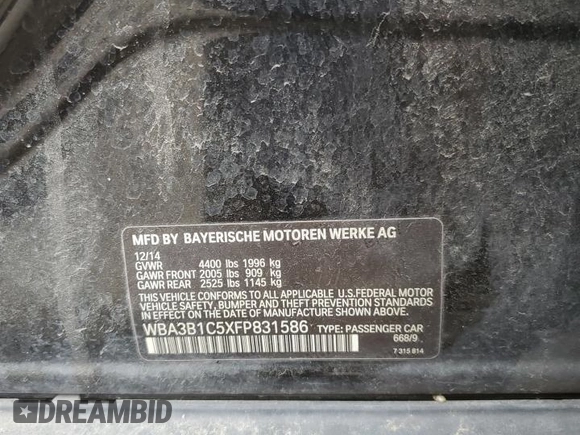 MFD BY BAYERISCHE MOTOREN WERKE AG
12/14
GVWR 4400 lbs 1996 kg
GAWR FRONT 2005 lbs 909 kg
GAWR REAR 2525 lbs 1145 kg
THIS VEHICLE CONFORMS TO ALL APPLICABLE U.S.FEDERAL MOTOR
VEHICLE SAFETY, BUMPER, AND THEFT PREVENTION STANDARDS
IN EFFECT ON THE DATE OF MANUFACTURE SHOWN ABOVE.
WBA3B1C5XFP831586 TYPE: PASSENGER CAR
668/9
7 315 814
DREAMBID